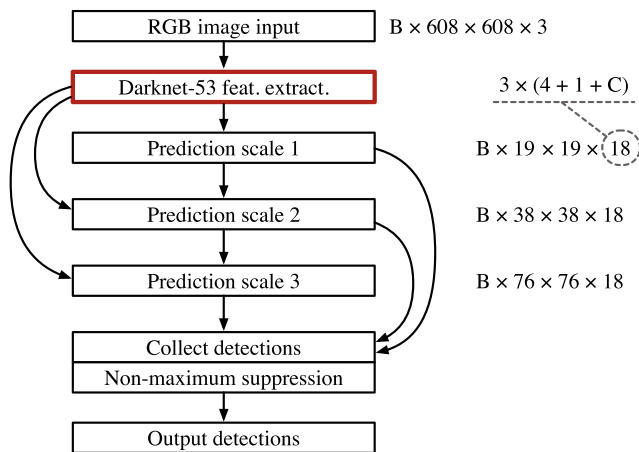 RGB image input B × 608 × 608 × 3
Darknet-53 feat. extract.
3 × (4 + 1 + C)
Prediction scale 1 B × 19 × 19 × 18
Prediction scale 2 B × 38 × 38 × 18
Prediction scale 3 B × 76 × 76 × 18
Collect detections
Non-maximum suppression
Output detections